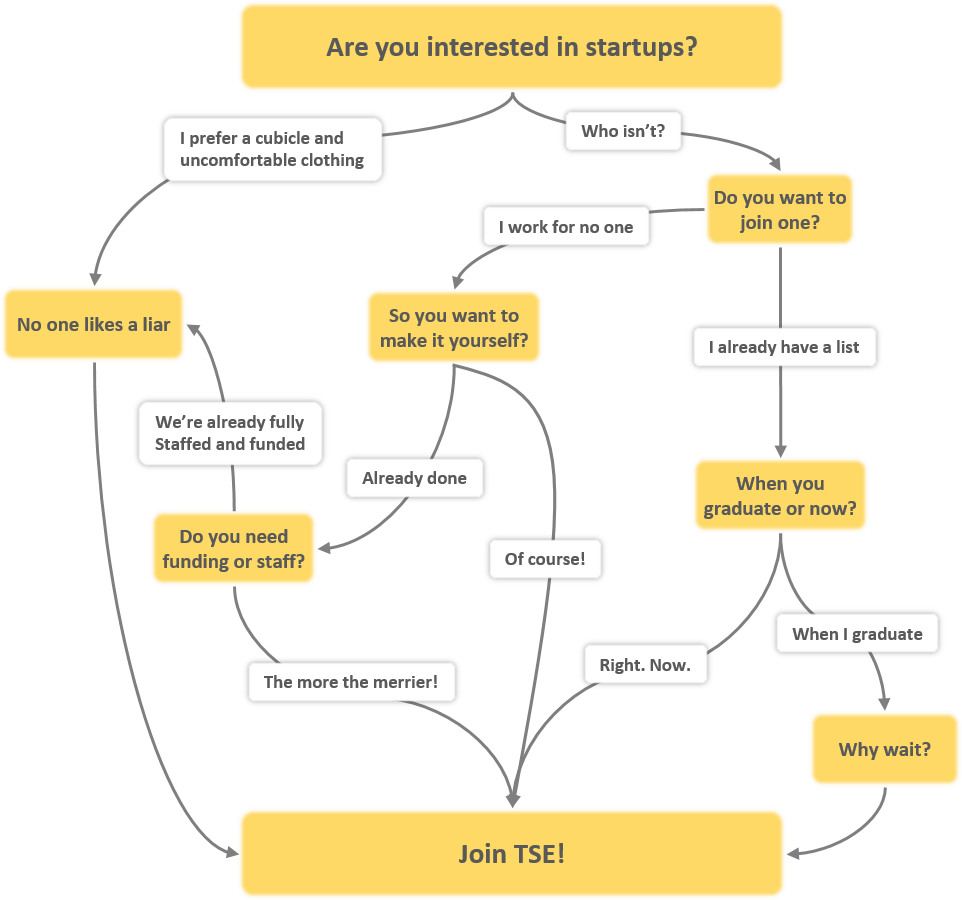 Are you interested in startups?
I prefer a cubicle and
uncomfortable clothing
Who isn't?
Do you want to
join one?
I work for no one
No one likes a liar
So you want to
make it yourself?
I already have a list
We're already fully
Staffed and funded
Already done
When you
graduate or now?
Do you need
funding or staff?
Of course!
When I graduate
Right. Now.
The more the merrier!
Why wait?
Join TSE!